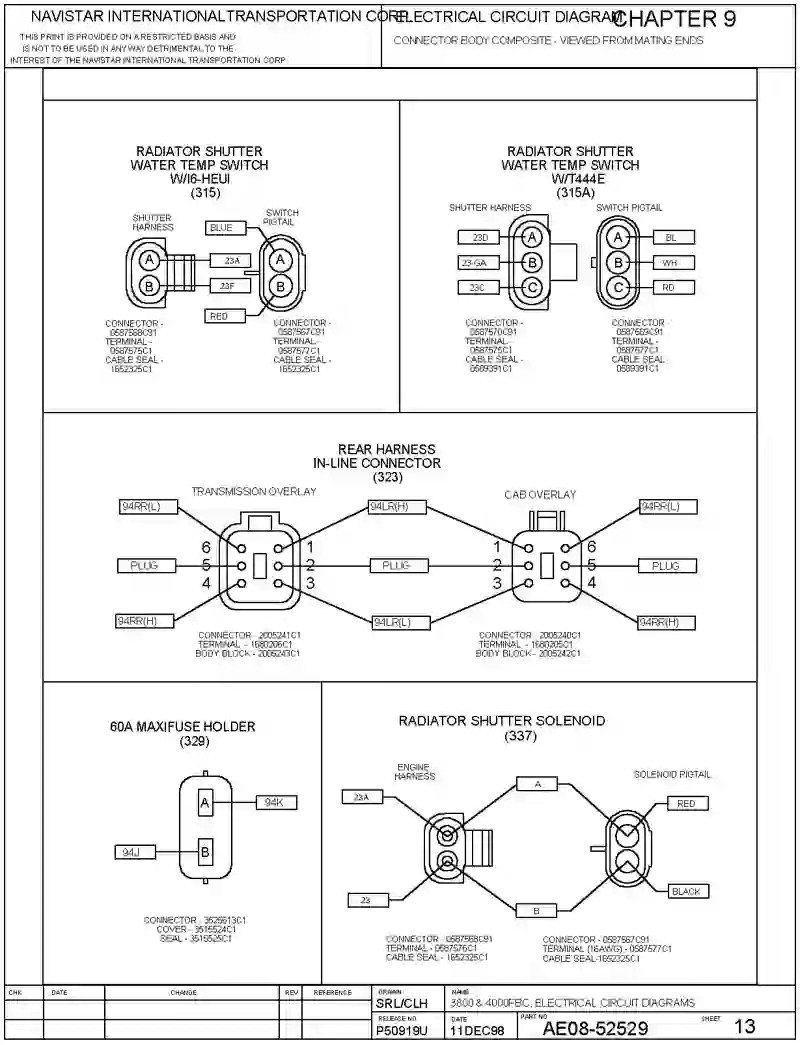 NAVISTAR INTERNATIONAL TRANSPORTATION CORP.
THIS PRINT IS PROVIDED ON A RESTRICTED BASIS AND
IS NOT TO BE USED IN ANY WAY DETRIMENTAL TO THE
INTEREST OF THE NAVISTAR INTERNATIONAL TRANSPORTATION CORP
ELECTRICAL CIRCUIT DIAGRAM
CHAPTER 9
CONNECTOR BODY COMPOSITE - VIEWED FROM MATING ENDS
RADIATOR SHUTTER
WATER TEMP SWITCH
W/I6-HEUI
(315)
SHUTTER
HARNESS
SWITCH
PIGTAIL
BLUE
A
23A
A
B
23F
B
RED
CONNECTOR -
0587568C91
TERMINAL -
0587575C1
CABLE SEAL -
1652325C1
CONNECTOR -
0587567C91
TERMINAL -
0587577C1
CABLE SEAL -
1652325C1
RADIATOR SHUTTER
WATER TEMP SWITCH
W/T444E
(315A)
SHUTTER HARNESS
SWITCH PIGTAIL
23D
A
A
BL
23-GA
B
B
WH
23C
C
C
RD
CONNECTOR -
0587570C91
TERMINAL -
0587575C1
CABLE SEAL -
0589391C1
CONNECTOR -
0587569C91
TERMINAL -
0587577C1
CABLE SEAL
0589391C1
REAR HARNESS
IN-LINE CONNECTOR
(323)
TRANSMISSION OVERLAY
CAB OVERLAY
94RR(L)
94LR(H)
94RR(L)
6
1
1
6
PLUG
5
2
PLUG
2
5
PLUG
4
3
3
4
94RR(H)
94LR(L)
94RR(H)
CONNECTOR - 2005241C1
TERMINAL - 1680206C1
BODY BLOCK - 2005243C1
CONNECTOR - 2005240C1
TERMINAL - 1680205C1
BODY BLOCK - 2005242C1
60A MAXIFUSE HOLDER
(329)
A
94K
94J
B
CONNECTOR - 3525613C1
COVER - 3515524C1
SEAL - 3515525C1
RADIATOR SHUTTER SOLENOID
(337)
ENGINE
HARNESS
SOLENOID PIGTAIL
23A
A
RED
23
B
BLACK
CONNECTOR - 0587568C91
TERMINAL - 0587576C1
CABLE SEAL - 1652325C1
CONNECTOR - 0587567C91
TERMINAL (16AWG) - 0587577C1
CABLE SEAL-1652325C1
CHK
DATE
CHANGE
REV
REFERENCE
DRAWN
SRL/CLH
NAME
3800 & 4000FBC, ELECTRICAL CIRCUIT DIAGRAMS
RELEASE NO.
P50919U
DATE
11DEC98
PART NO.
AE08-52529
SHEET
13